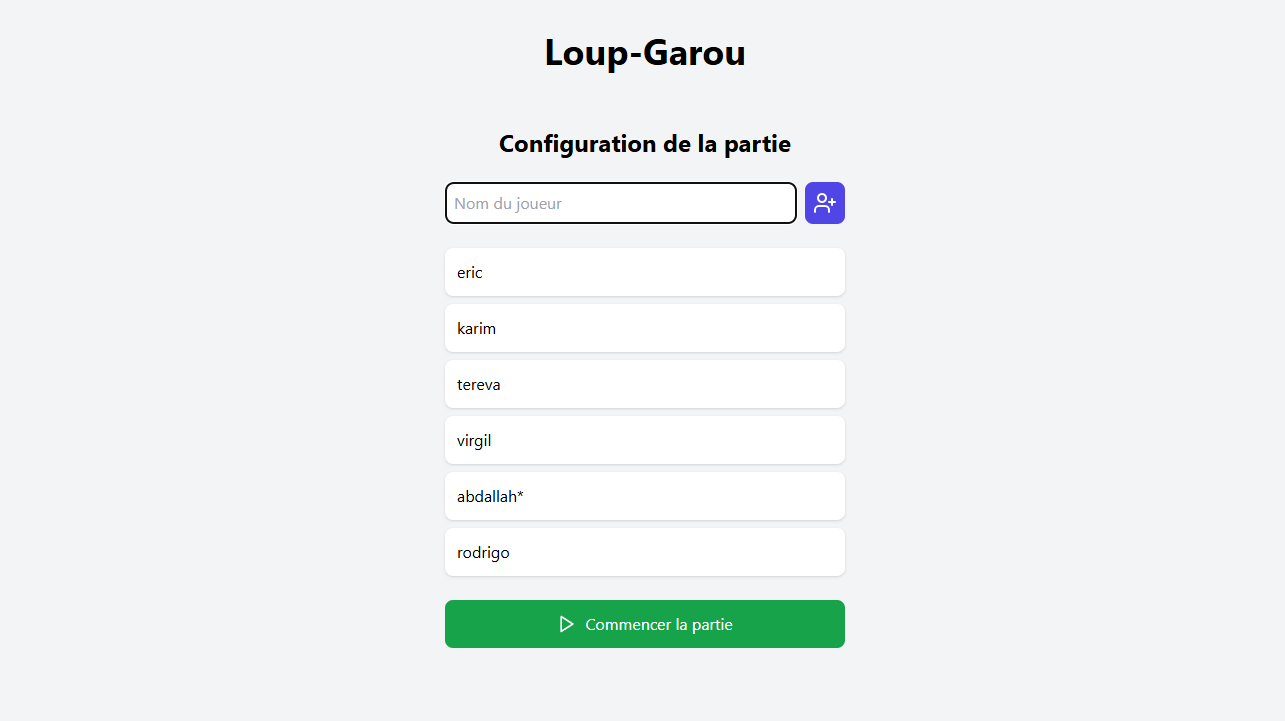 Loup-Garou
Configuration de la partie
Nom du joueur
eric
karim
tereva
virgil
abdallah*
rodrigo
Commencer la partie